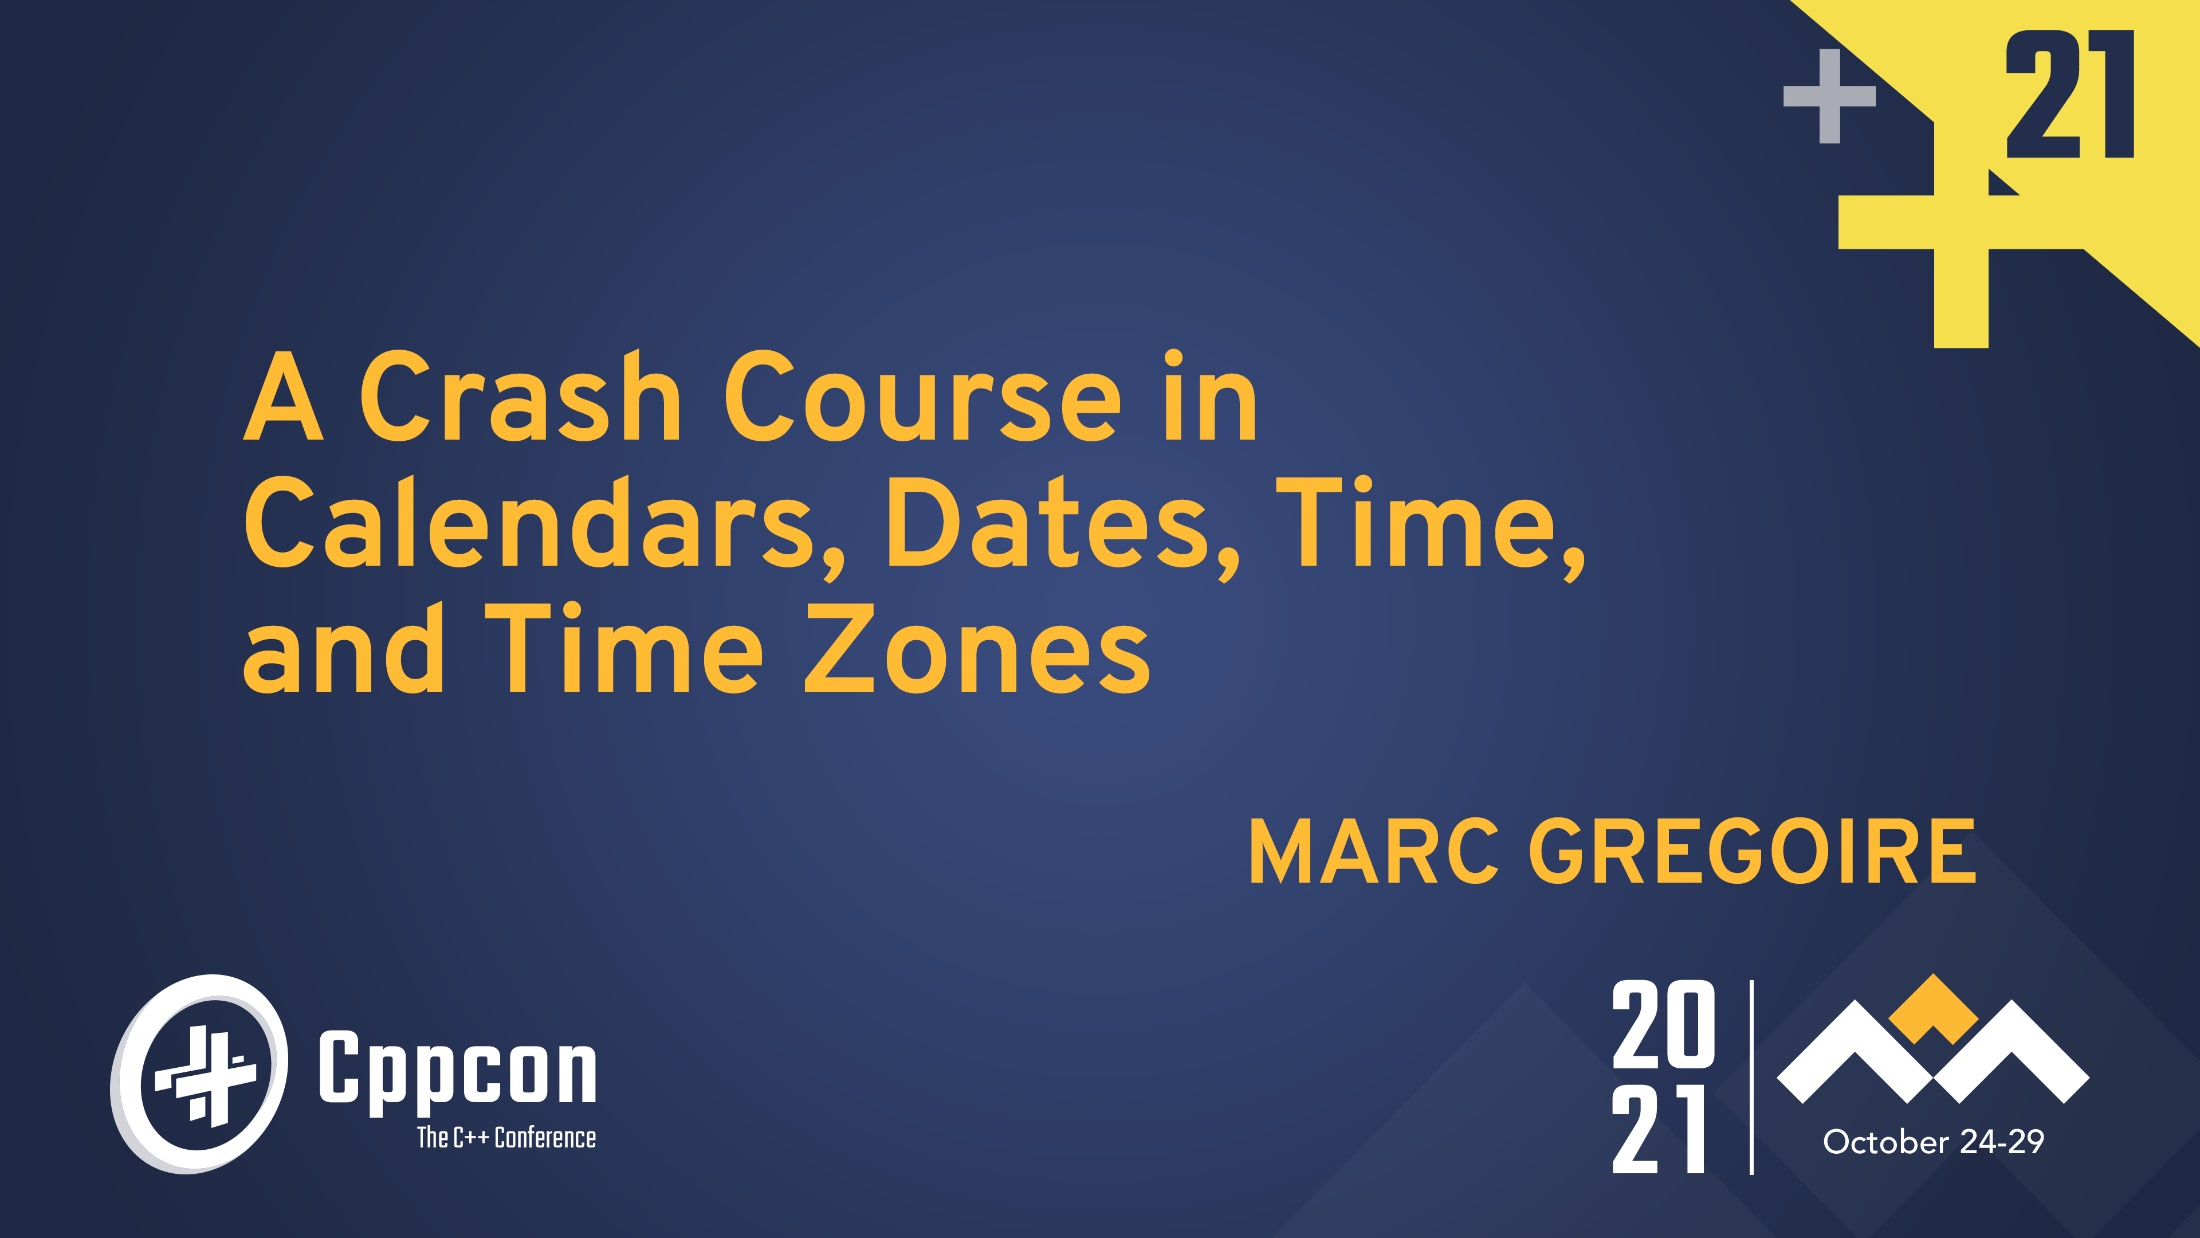 21
A Crash Course in
Calendars, Dates, Time,
and Time Zones
MARC GREGOIRE
Cppcon
The C++ Conference
20
21
October 24-29